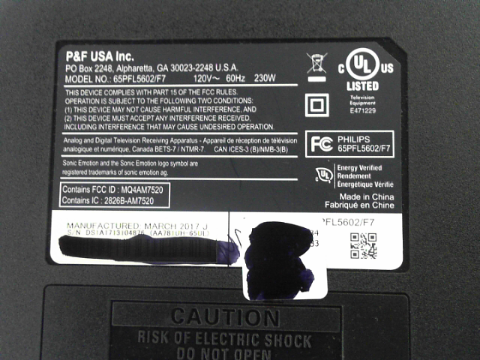 P&F USA Inc.
PO Box 2248, Alpharetta, GA 30023-2248 U.S.A.
MODEL NO.: 65PFL5602/F7 120V~ 60Hz 230W
THIS DEVICE COMPLIES WITH PART 15 OF THE FCC RULES.
OPERATION IS SUBJECT TO THE FOLLOWING TWO CONDITIONS:
(1) THIS DEVICE MAY NOT CAUSE HARMFUL INTERFERENCE, AND
(2) THIS DEVICE MUST ACCEPT ANY INTERFERENCE RECEIVED,
INCLUDING INTERFERENCE THAT MAY CAUSE UNDESIRED OPERATION.
Analog and Digital Television Receiving Apparatus - Appareil de réception de télévision
analogique et numérique, Canada BETS-7 / NTMR-7. CAN ICES-3 (B)/NMB-3(B)
Sonic Emotion and the Sonic Emotion logo symbol are
registered trademarks of sonic emotion ag.
Contains FCC ID : MQ4AM7520
Contains IC : 2826B-AM7520
C UL US
LISTED
Television
Equipment
E471229
FC PHILIPS
65PFL5602/F7
UL Energy Verified
Rendement
Énergétique Vérifié
Made in China
Fabriqué en Chine
MANUFACTURED: MARCH 2017
PFL5602/F7
CAUTION
RISK OF ELECTRIC SHOCK
DO NOT OPEN